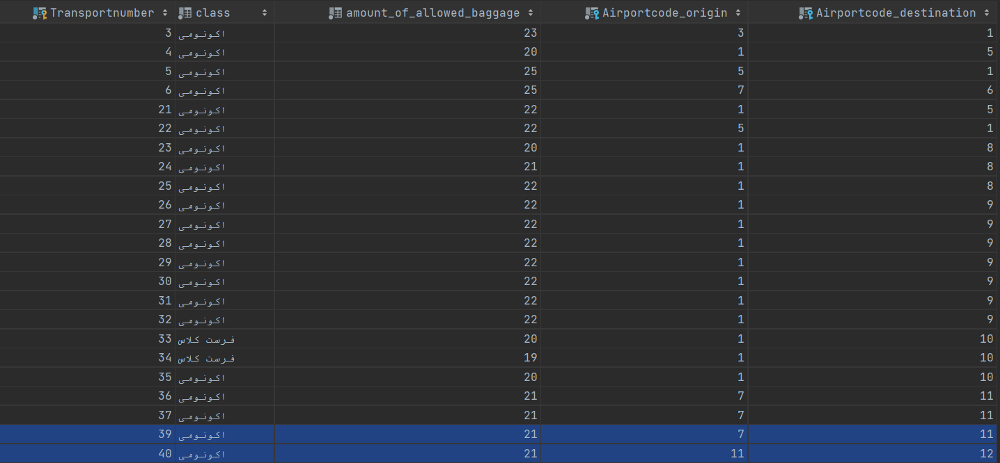 Transportnumber class amount_of_allowed_baggage Airportcode_origin Airportcode_destination
3 اکونومی 23 3 1
4 اکونومی 20 1 5
5 اکونومی 25 5 1
6 اکونومی 25 7 6
21 اکونومی 22 1 5
22 اکونومی 22 5 1
23 اکونومی 20 1 8
24 اکونومی 21 1 8
25 اکونومی 22 1 8
26 اکونومی 22 1 9
27 اکونومی 22 1 9
28 اکونومی 22 1 9
29 اکونومی 22 1 9
30 اکونومی 22 1 9
31 اکونومی 22 1 9
32 اکونومی 22 1 9
33 فرست کلاس 20 1 10
34 فرست کلاس 19 1 10
35 اکونومی 20 1 10
36 اکونومی 21 7 11
37 اکونومی 21 7 11
39 اکونومی 21 7 11
40 اکونومی 21 11 12